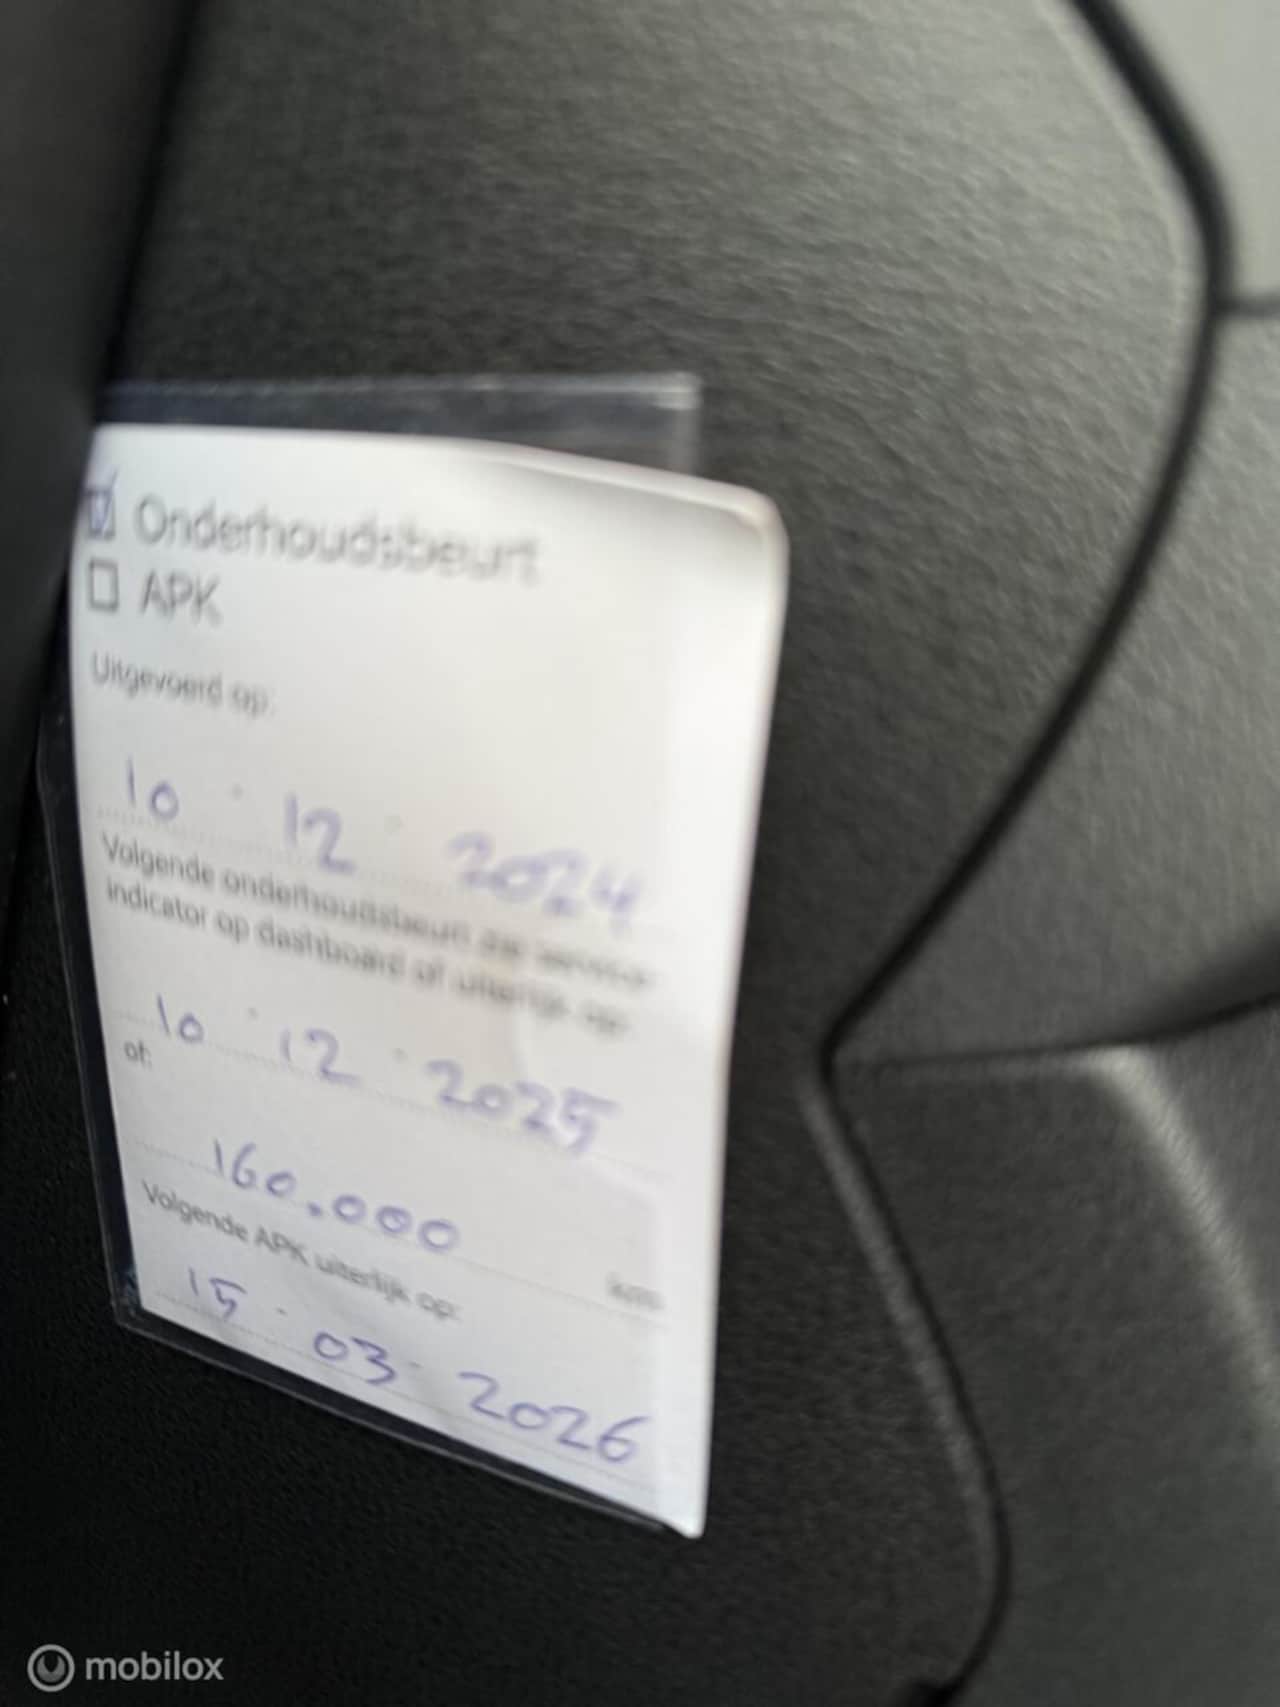 Onderhoudsbeurt
APK
Uitgevoerd op:
10 · 12 · 2024
Volgende onderhoudsbeurt zie service
indicator op dashboard of uiterlijk op:
10 · 12 · 2025
of:
160.000 km
Volgende APK uiterlijk op:
15 · 03 · 2026
mobilox